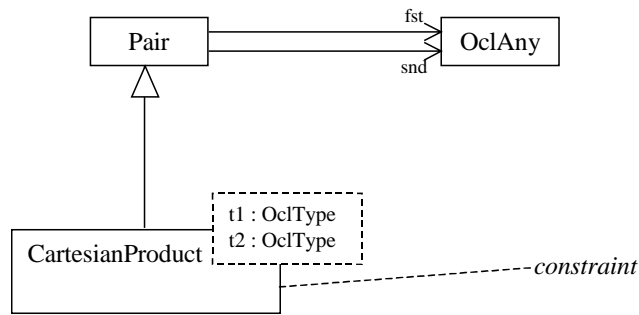 fst
Pair
OclAny
snd
t1 : OclType
t2 : OclType
CartesianProduct
constraint